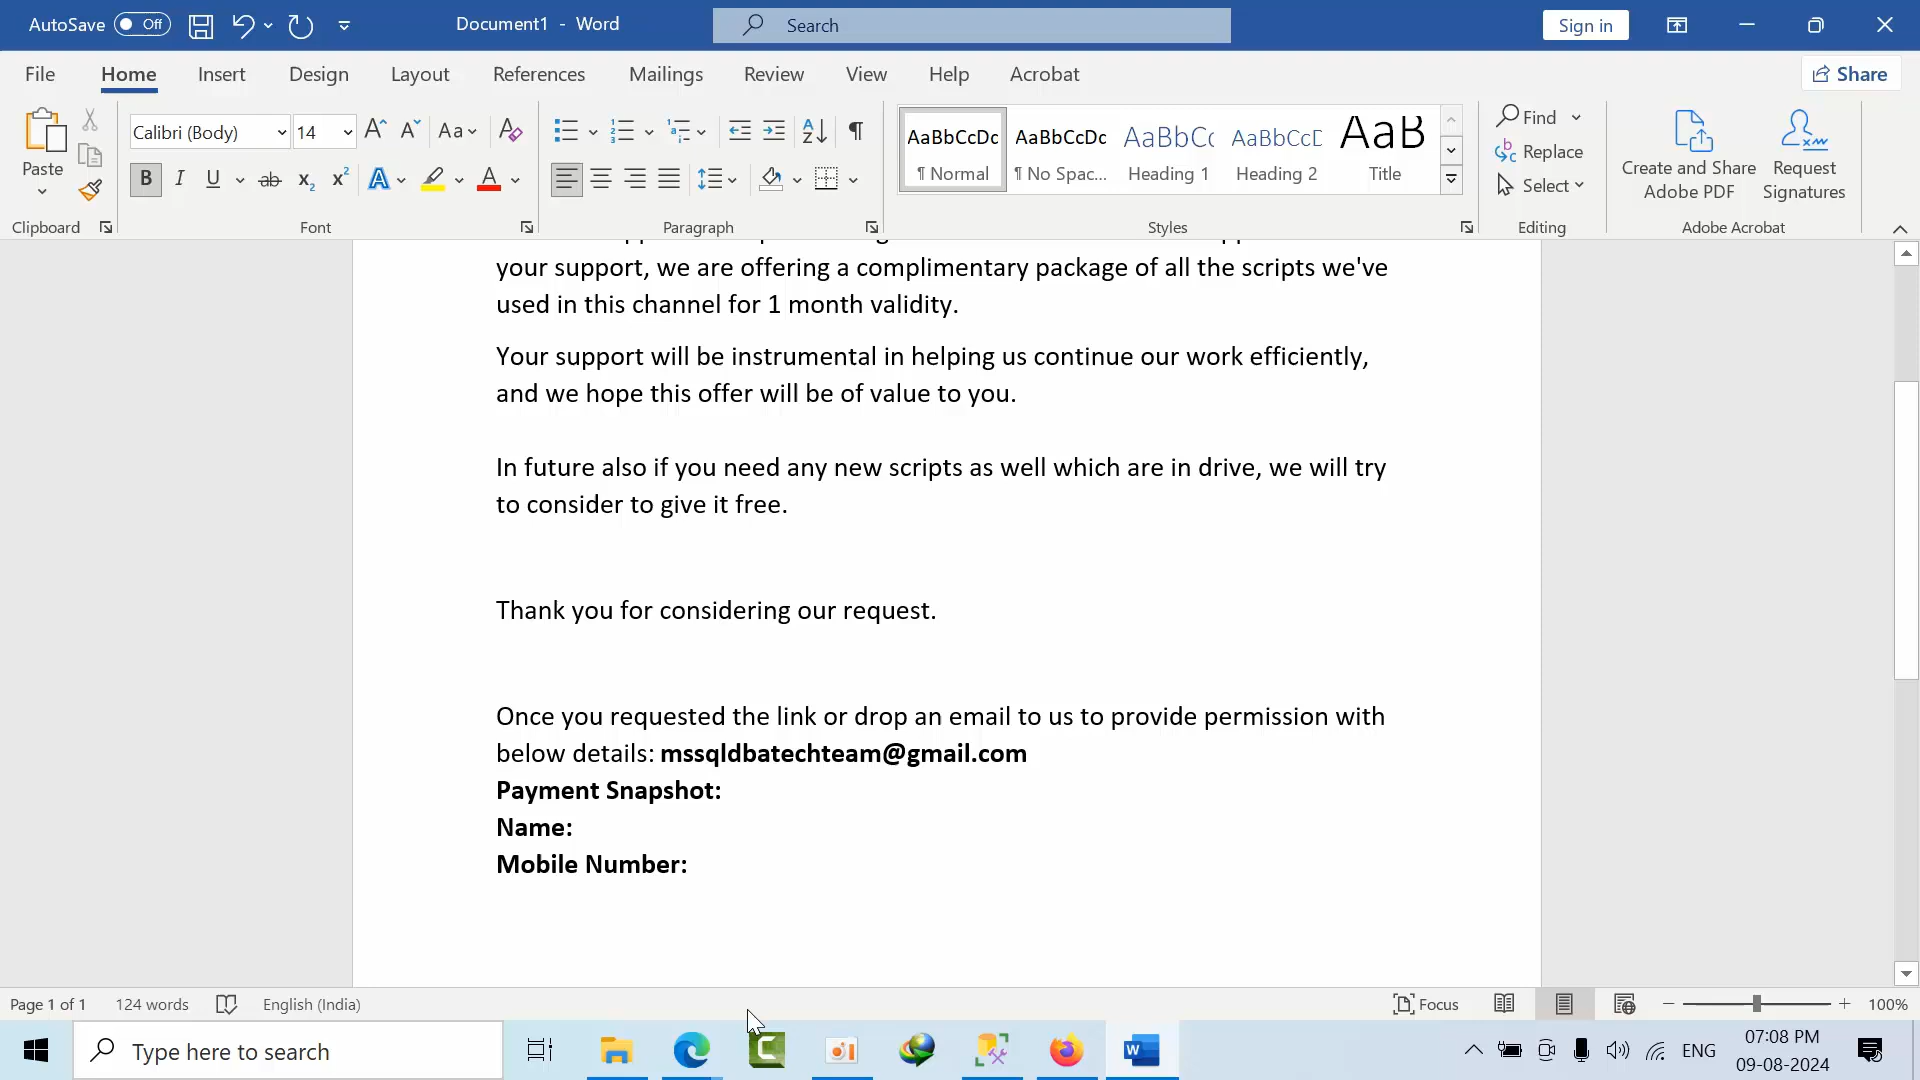 AutoSave Off Document1 - Word Search Sign in
File Home Insert Design Layout References Mailings Review View Help Acrobat Share
Paste Calibri (Body) 14 Aa AaBbCcDc AaBbCcDc AaBbC AaBbCcD AaB Find Replace Select
¶ Normal ¶ No Spac... Heading 1 Heading 2 Title Create and Share Adobe PDF Request Signatures
Clipboard Font Paragraph Styles Editing Adobe Acrobat
your support, we are offering a complimentary package of all the scripts we've
used in this channel for 1 month validity.
Your support will be instrumental in helping us continue our work efficiently,
and we hope this offer will be of value to you.
In future also if you need any new scripts as well which are in drive, we will try
to consider to give it free.
Thank you for considering our request.
Once you requested the link or drop an email to us to provide permission with
below details: mssqldbatechteam@gmail.com
Payment Snapshot:
Name:
Mobile Number:
Page 1 of 1 124 words English (India) Focus 100%
Type here to search ENG 07:08 PM
09-08-2024